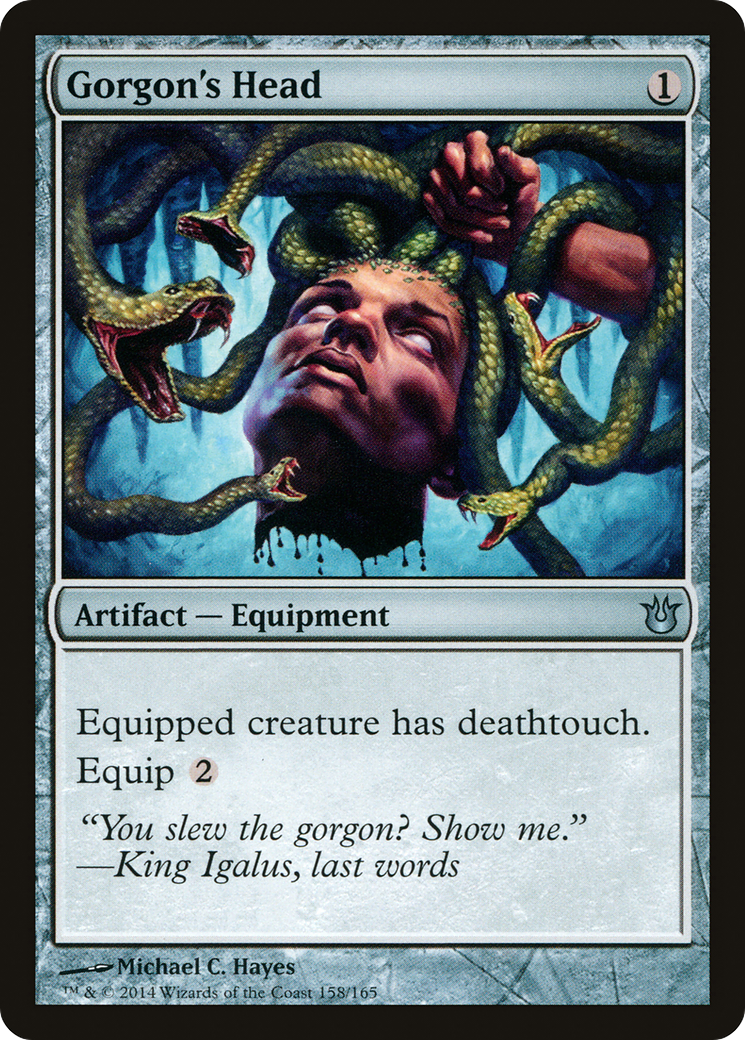 Gorgon's Head 1
Artifact — Equipment
Equipped creature has deathtouch.
Equip 2
“You slew the gorgon? Show me.”
—King Igalus, last words
Michael C. Hayes
™ & © 2014 Wizards of the Coast 158/165